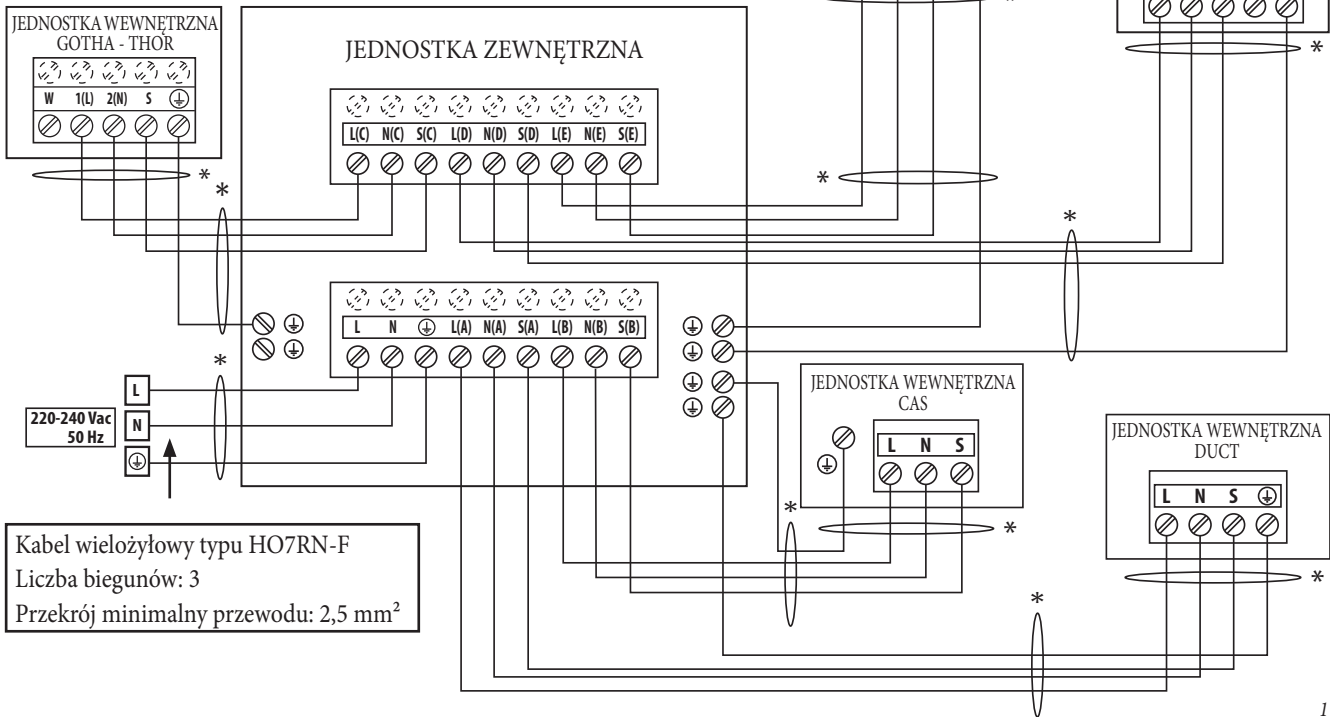 JEDNOSTKA WEWNĘTRZNA
GOTHA - THOR
W 1(L) 2(N) S
*
*
JEDNOSTKA ZEWNĘTRZNA
L(C) N(C) S(C) L(D) N(D) S(D) L(E) N(E) S(E)
*
*
*
*
L N L(A) N(A) S(A) L(B) N(B) S(B)
*
L
220-240 Vac
50 Hz
N
JEDNOSTKA WEWNĘTRZNA
CAS
L N S
*
*
JEDNOSTKA WEWNĘTRZNA
DUCT
L N S
*
*
Kabel wielożyłowy typu HO7RN-F
Liczba biegunów: 3
Przekrój minimalny przewodu: 2,5 mm²
1